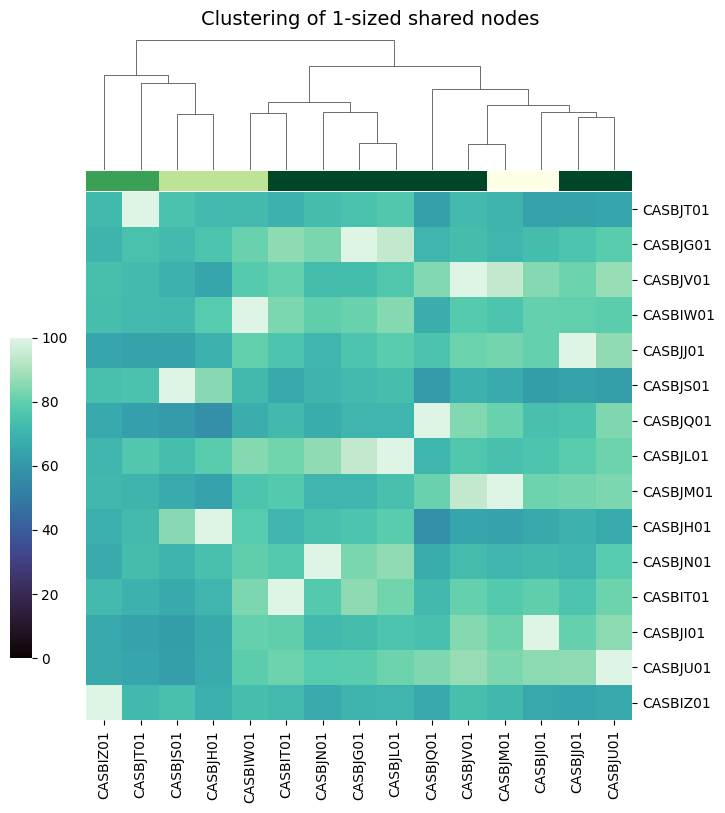 Clustering of 1-sized shared nodes
CASBJT01
CASBJG01
CASBJV01
CASBIW01
CASBJJ01
CASBJS01
CASBJQ01
CASBJL01
CASBJM01
CASBJH01
CASBJN01
CASBIT01
CASBJI01
CASBJU01
CASBIZ01
100
80
60
40
20
0
CASBIZ01
CASBJT01
CASBJS01
CASBJH01
CASBIW01
CASBIT01
CASBJN01
CASBJG01
CASBJL01
CASBJQ01
CASBJV01
CASBJM01
CASBJI01
CASBJJ01
CASBJU01